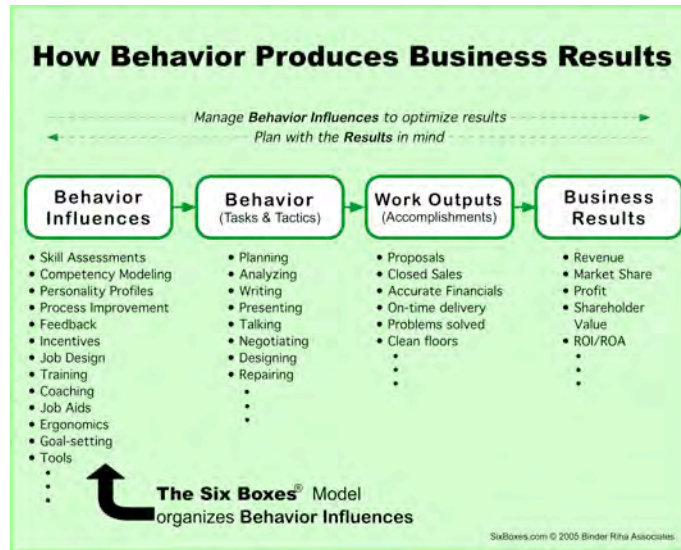 How Behavior Produces Business Results
Manage Behavior Influences to optimize results
Plan with the Results in mind
Behavior
Influences
• Skill Assessments
• Competency Modeling
• Personality Profiles
• Process Improvement
• Feedback
• Incentives
• Job Design
• Training
• Coaching
• Job Aids
• Ergonomics
• Goal-setting
• Tools
•
•
•
Behavior
(Tasks & Tactics)
• Planning
• Analyzing
• Writing
• Presenting
• Talking
• Negotiating
• Designing
• Repairing
•
•
•
Work Outputs
(Accomplishments)
• Proposals
• Closed Sales
• Accurate Financials
• On-time delivery
• Problems solved
• Clean floors
•
•
•
Business
Results
• Revenue
• Market Share
• Profit
• Shareholder
Value
• ROI/ROA
•
•
•
The Six Boxes® Model
organizes Behavior Influences
SixBoxes.com © 2005 Binder Riha Associates